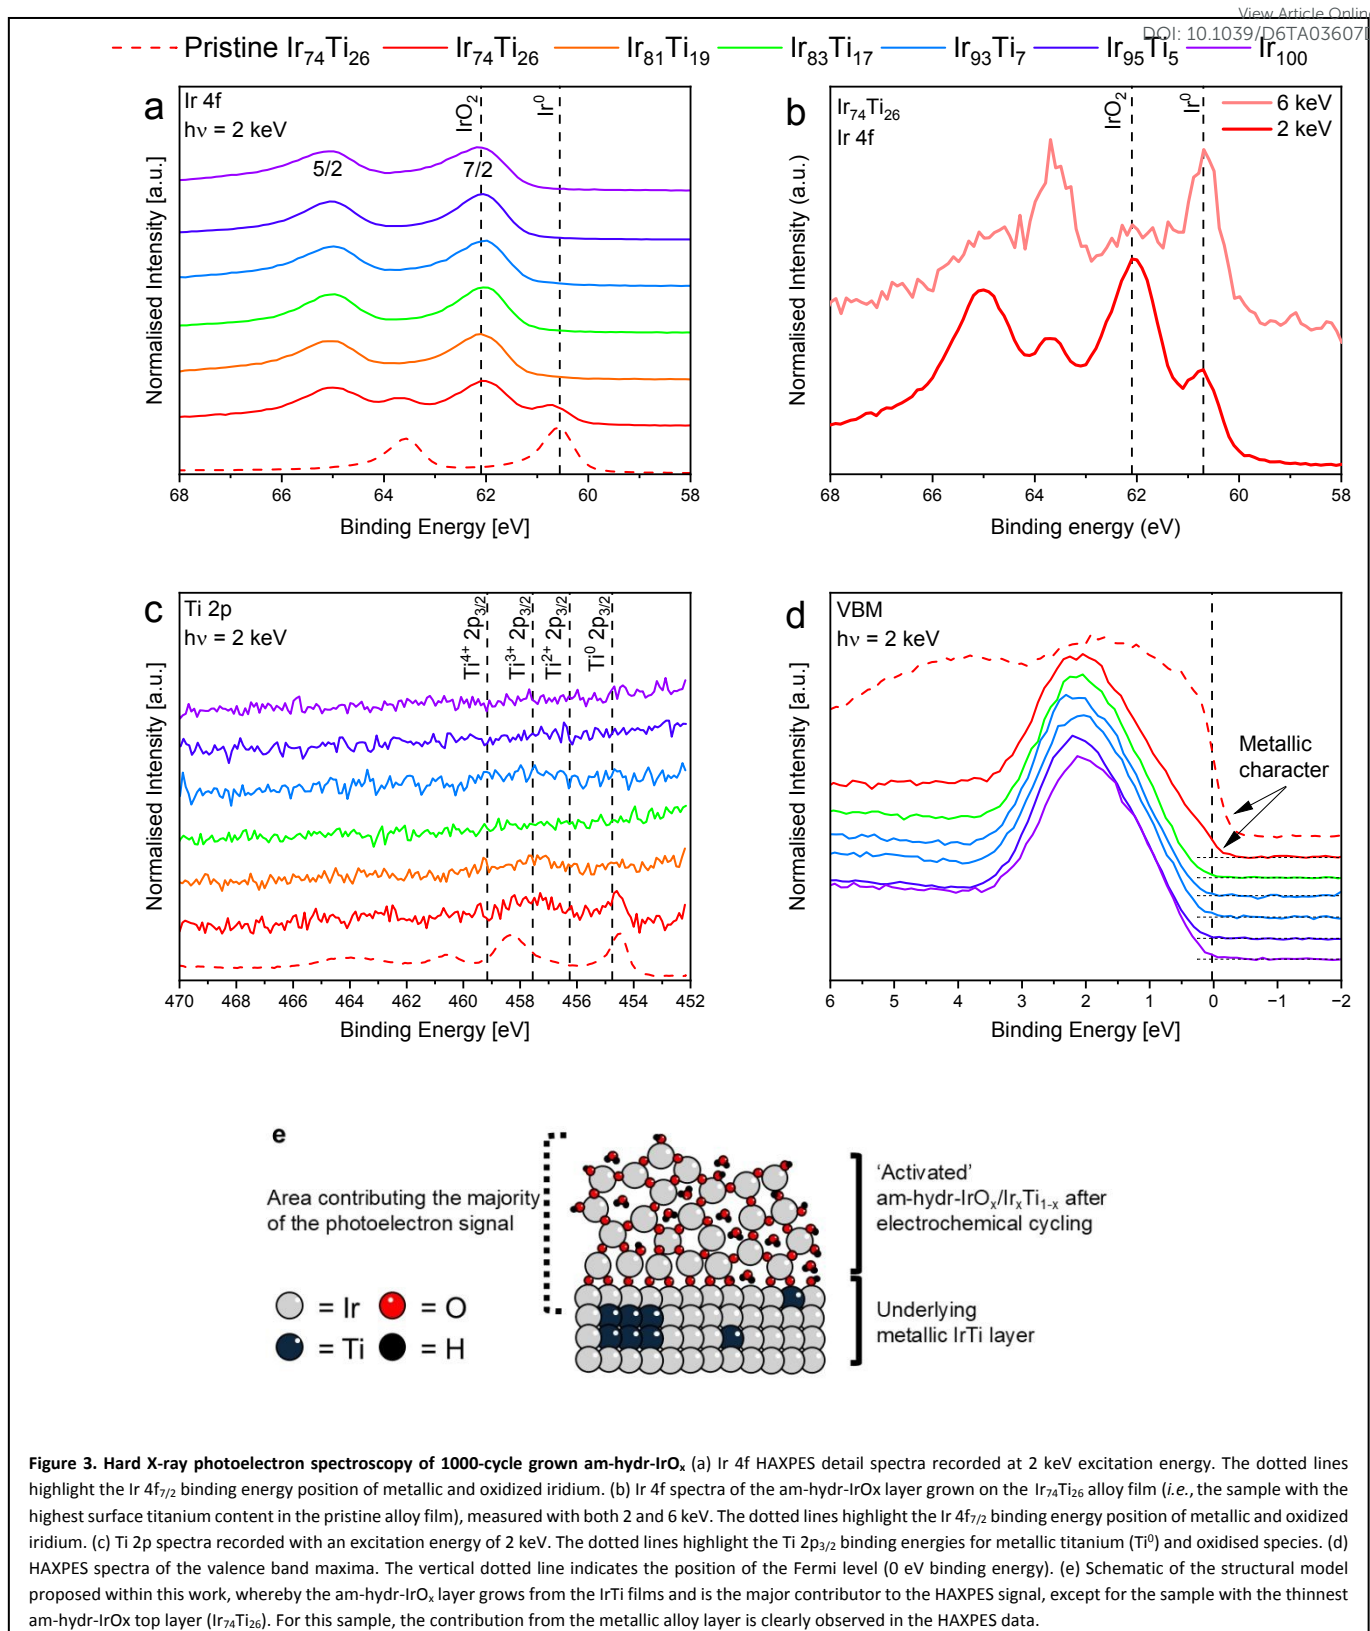 View Article Online
DOI: 10.1039/D6TA03607
Pristine Ir74Ti26 Ir74Ti26 Ir81Ti19 Ir83Ti17 Ir93Ti7 Ir95Ti5 Ir100
a
Ir 4f
hν = 2 keV
IrO2
Ir0
5/2
7/2
Normalised Intensity [a.u.]
68 66 64 62 60 58
Binding Energy [eV]
b
Ir74Ti26
Ir 4f
IrO2
Ir0
6 keV
2 keV
Normalised Intensity (a.u.)
68 66 64 62 60 58
Binding energy (eV)
c
Ti 2p
hν = 2 keV
Ti4+ 2p3/2
Ti3+ 2p3/2
Ti2+ 2p3/2
Ti0 2p3/2
Normalised Intensity [a.u.]
470 468 466 464 462 460 458 456 454 452
Binding Energy [eV]
d
VBM
hν = 2 keV
Metallic
character
Normalised Intensity [a.u.]
6 5 4 3 2 1 0 −1 −2
Binding Energy [eV]
e
Area contributing the majority
of the photoelectron signal
= Ir = O
= Ti = H
'Activated'
am-hydr-IrOx/IrxTi1-x after
electrochemical cycling
Underlying
metallic IrTi layer
Figure 3. Hard X-ray photoelectron spectroscopy of 1000-cycle grown am-hydr-IrOx (a) Ir 4f HAXPES detail spectra recorded at 2 keV excitation energy. The dotted lines
highlight the Ir 4f7/2 binding energy position of metallic and oxidized iridium. (b) Ir 4f spectra of the am-hydr-IrOx layer grown on the Ir74Ti26 alloy film (i.e., the sample with the
highest surface titanium content in the pristine alloy film), measured with both 2 and 6 keV. The dotted lines highlight the Ir 4f7/2 binding energy position of metallic and oxidized
iridium. (c) Ti 2p spectra recorded with an excitation energy of 2 keV. The dotted lines highlight the Ti 2p3/2 binding energies for metallic titanium (Ti0) and oxidised species. (d)
HAXPES spectra of the valence band maxima. The vertical dotted line indicates the position of the Fermi level (0 eV binding energy). (e) Schematic of the structural model
proposed within this work, whereby the am-hydr-IrOx layer grows from the IrTi films and is the major contributor to the HAXPES signal, except for the sample with the thinnest
am-hydr-IrOx top layer (Ir74Ti26). For this sample, the contribution from the metallic alloy layer is clearly observed in the HAXPES data.